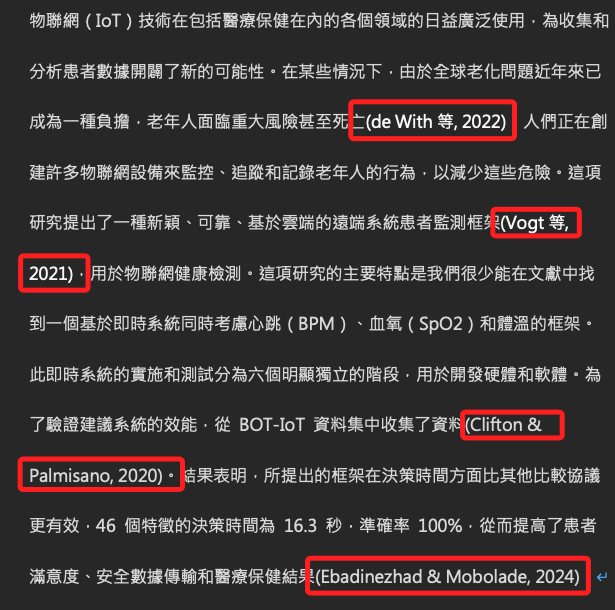 物聯網（IoT）技術在包括醫療保健在內的各個領域的日益廣泛使用，為收集和
分析患者數據開闢了新的可能性。在某些情況下，由於全球老化問題近年來已
成為一種負擔，老年人面臨重大風險甚至死亡(de With 等, 2022) 人們正在創
建許多物聯網設備來監控、追蹤和記錄老年人的行為，以減少這些危險。這項
研究提出了一種新穎、可靠、基於雲端的遠端系統患者監測框架(Vogt 等,
2021)，用於物聯網健康檢測。這項研究的主要特點是我們很少能在文獻中找
到一個基於即時系統同時考慮心跳（BPM）、血氧（SpO2）和體溫的框架。
此即時系統的實施和測試分為六個明顯獨立的階段，用於開發硬體和軟體。為
了驗證建議系統的效能，從 BOT-IoT 資料集中收集了資料(Clifton &
Palmisano, 2020)。結果表明，所提出的框架在決策時間方面比其他比較協議
更有效，46 個特徵的決策時間為 16.3 秒，準確率 100%，從而提高了患者
滿意度、安全數據傳輸和醫療保健結果(Ebadinezhad & Mobolade, 2024) ↵